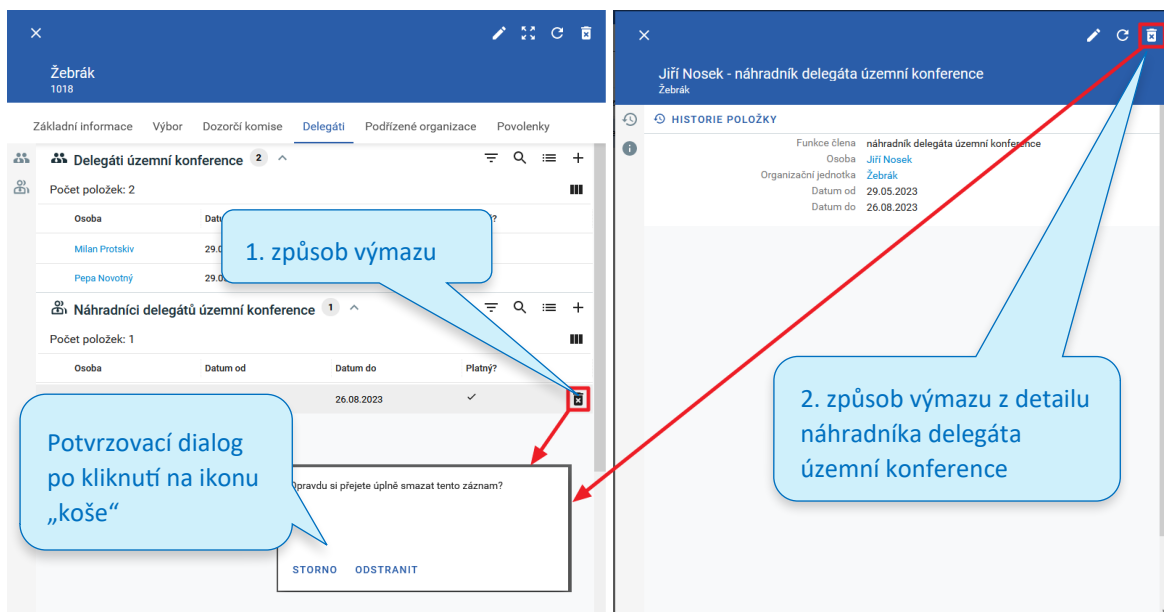 Žebrák
1018
Základní informace Výbor Dozorčí komise Delegáti Podřízené organizace Povolenky
Delegáti územní konference 2
Počet položek: 2
Osoba
Milan Protskiv 29.0
Pepa Novotný 29.0
1. způsob výmazu
Náhradníci delegátů územní konference 1
Počet položek: 1
Osoba Datum od Datum do Platný?
26.08.2023
Potvrzovací dialog
po kliknutí na ikonu
„koše“
Opravdu si přejete úplně smazat tento záznam?
STORNO ODSTRANIT
Jiří Nosek - náhradník delegáta územní konference
Žebrák
HISTORIE POLOŽKY
Funkce člena náhradník delegáta územní konference
Osoba Jiří Nosek
Organizační jednotka Žebrák
Datum od 29.05.2023
Datum do 26.08.2023
2. způsob výmazu z detailu
náhradníka delegáta
územní konference